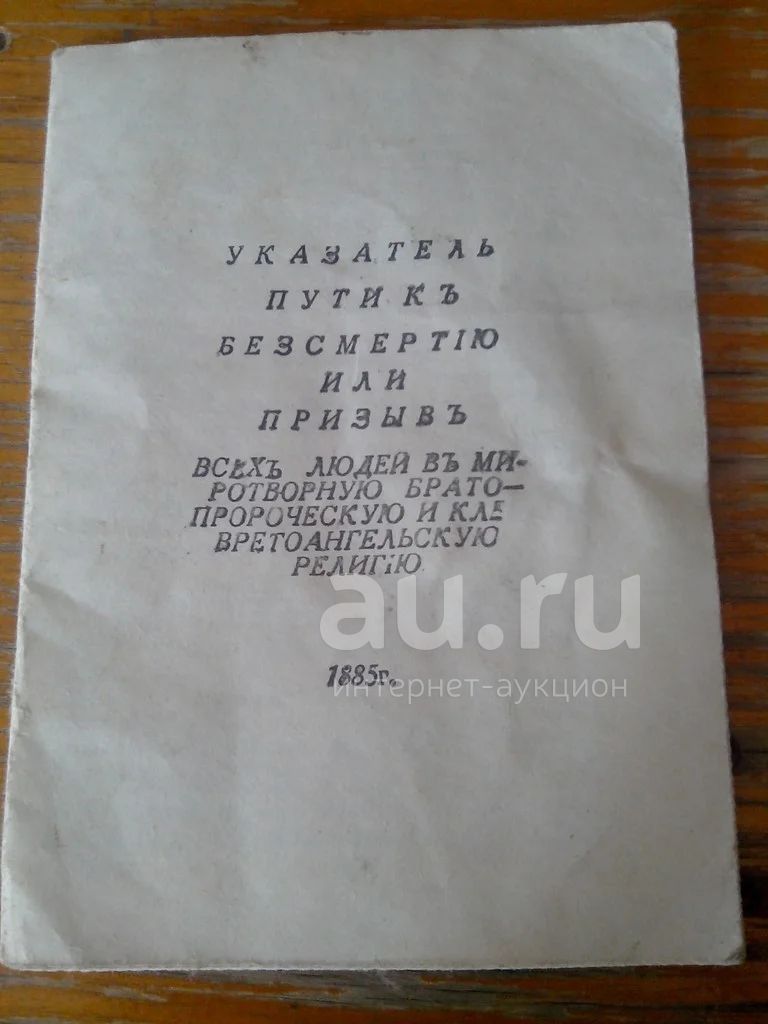 УКАЗАТЕЛЬ
ПУТИ КЪ
БЕЗСМЕРТІЮ
ИЛИ
ПРИЗЫВЪ
ВСѢХЪ ЛЮДЕЙ ВЪ МИ-
РОТВОРНУЮ БРАТО—
ПРОРОЧЕСКУЮ И КЛЕ
ВРЕТОАНГЕЛЬСКУЮ
РЕЛИГІЮ.
au.ru
1885г.
интернет-аукцион